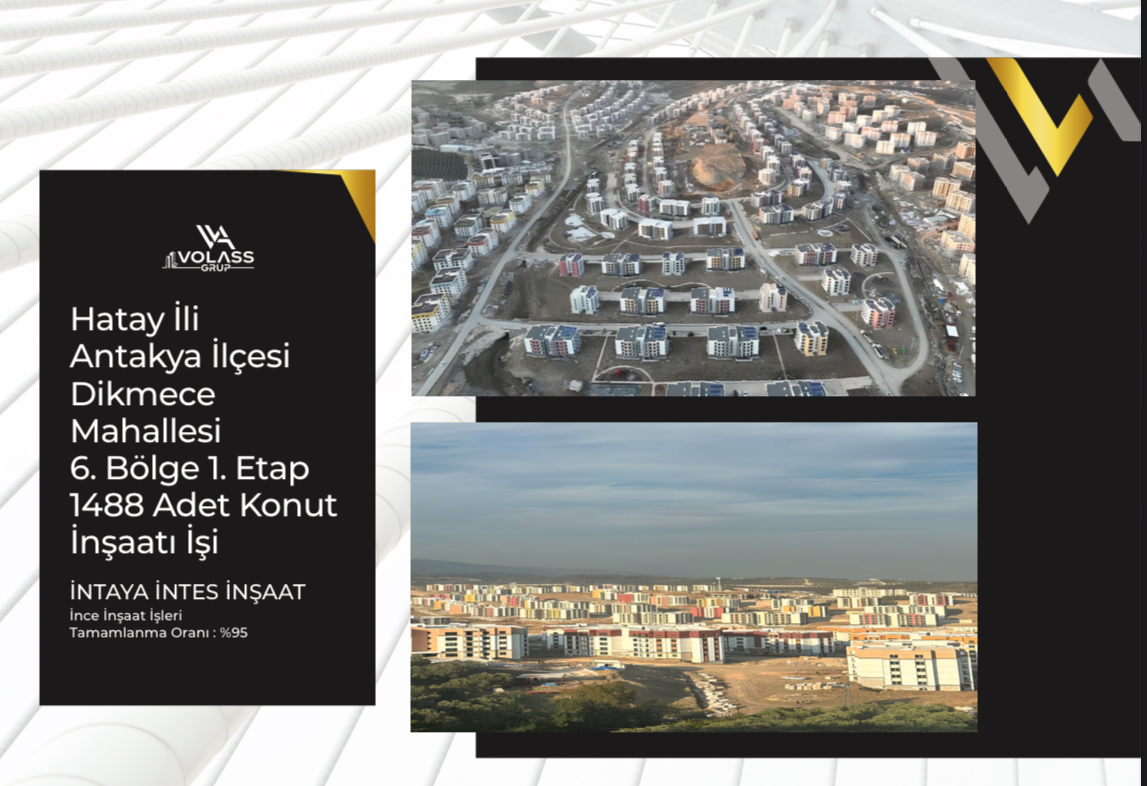 VOLASS
GRUP
Hatay İli
Antakya İlçesi
Dikmece
Mahallesi
6. Bölge 1. Etap
1488 Adet Konut
İnşaatı İşi
İNTAYA İNTES İNŞAAT
İnce İnşaat İşleri
Tamamlanma Oranı : %95